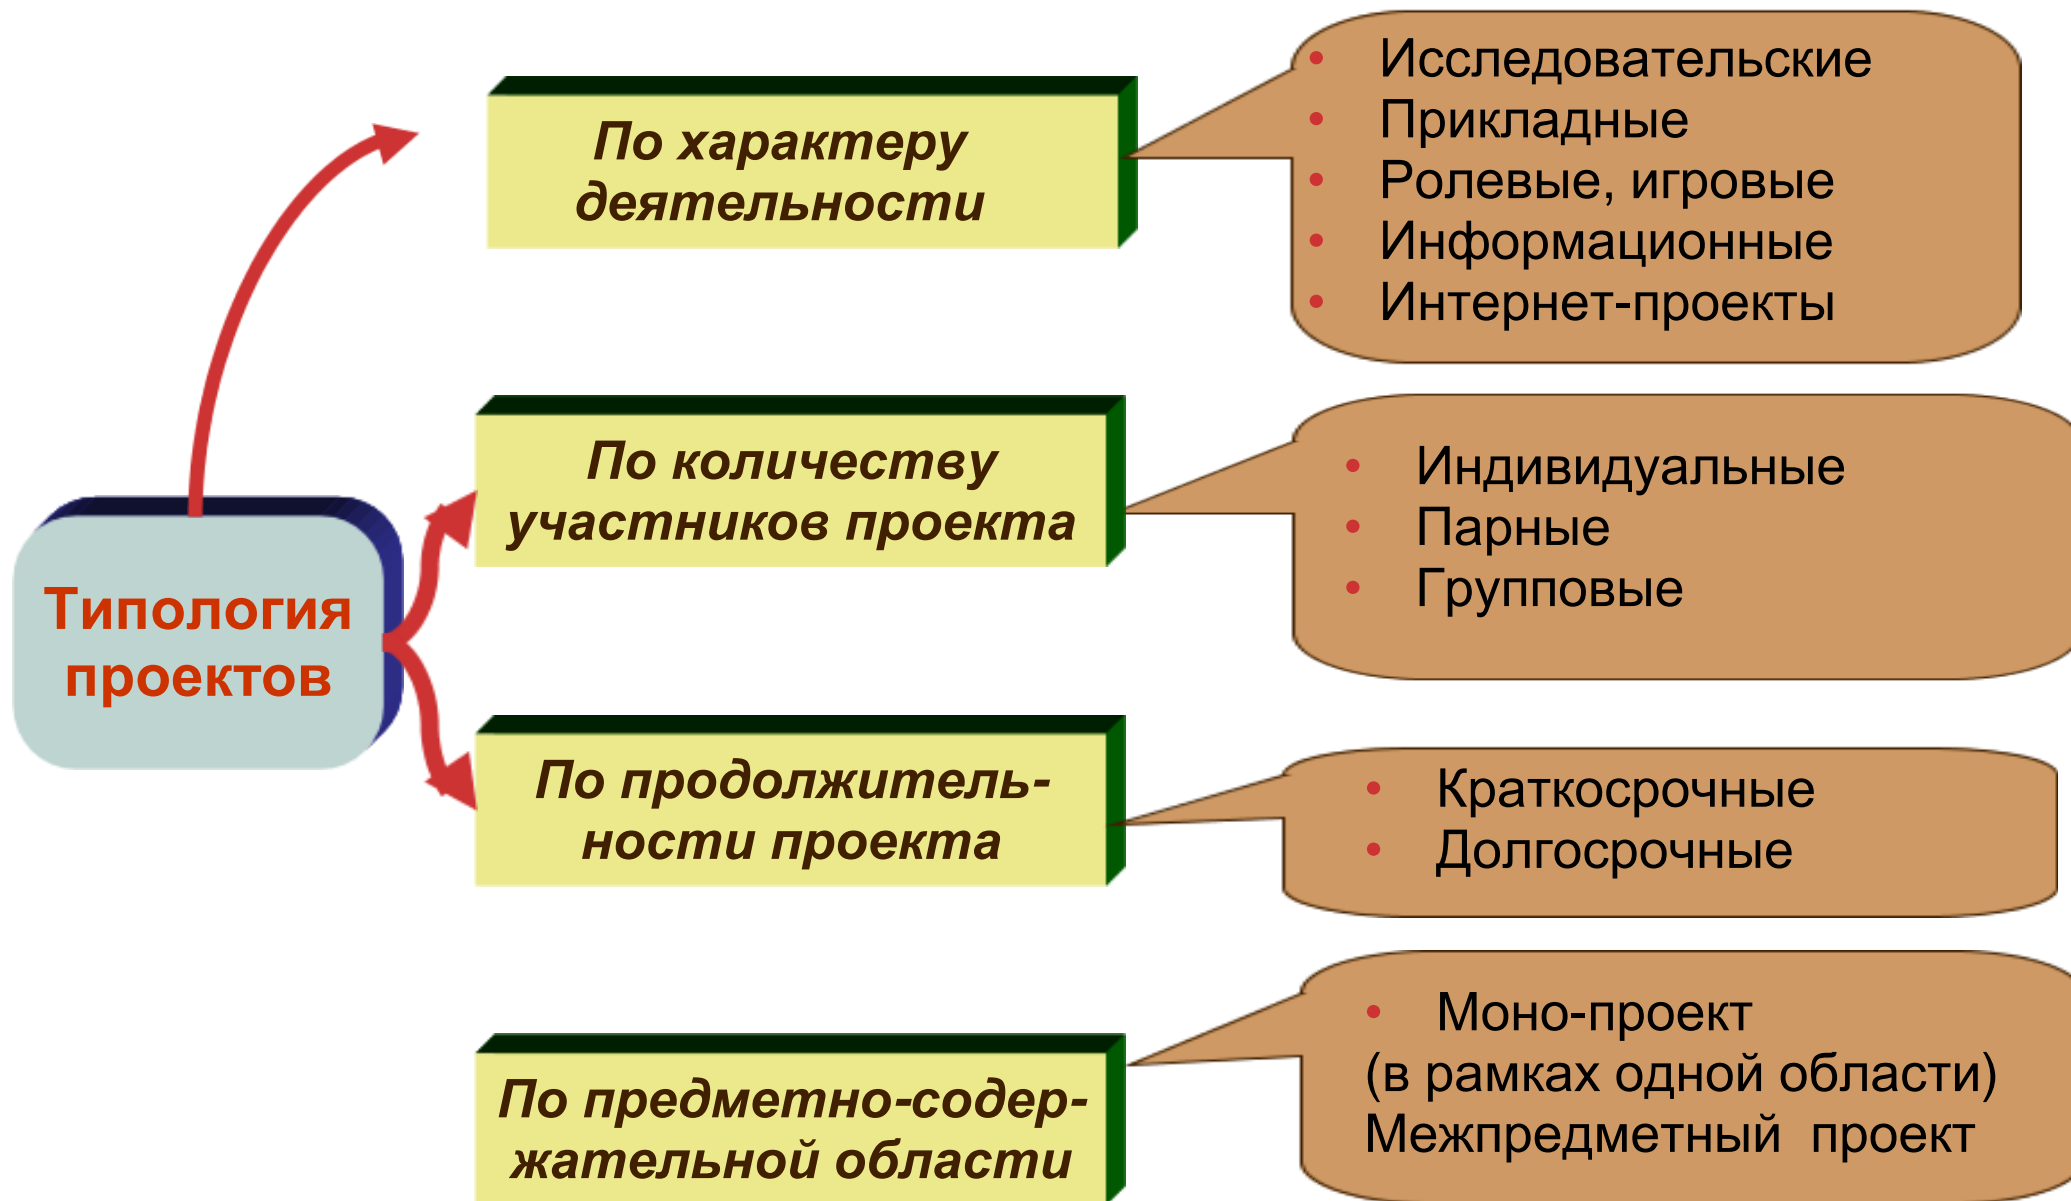 Типология
проектов
По характеру
деятельности
• Исследовательские
• Прикладные
• Ролевые, игровые
• Информационные
• Интернет-проекты
По количеству
участников проекта
• Индивидуальные
• Парные
• Групповые
По продолжитель-
ности проекта
• Краткосрочные
• Долгосрочные
По предметно-содер-
жательной области
• Моно-проект
(в рамках одной области)
Межпредметный проект